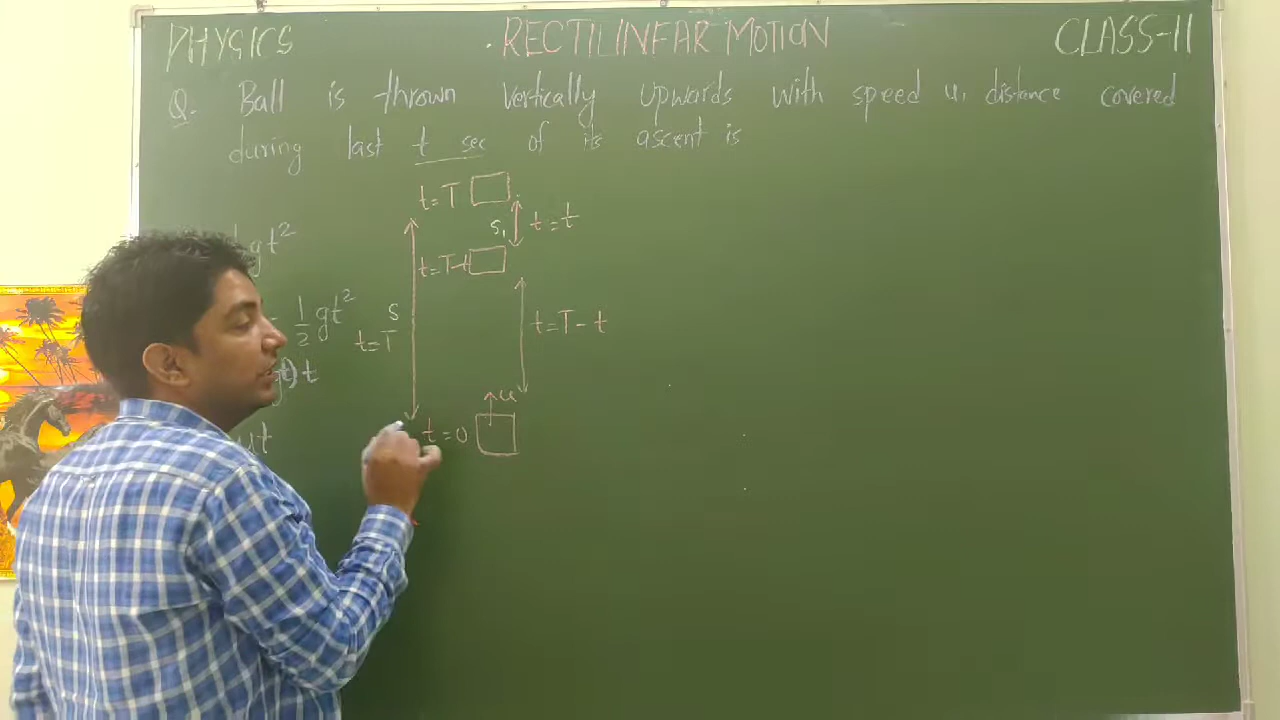 PHYSICS
RECTILINEAR MOTION
CLASS-11
Q. Ball is thrown vertically upwards with speed u, distance covered
during last t sec of its ascent is
gt²
- 1/2 gt²
gt) t
ut
t=T
S₁ t=t
t=T-t
S
t=T
t=T-t
u
t=0